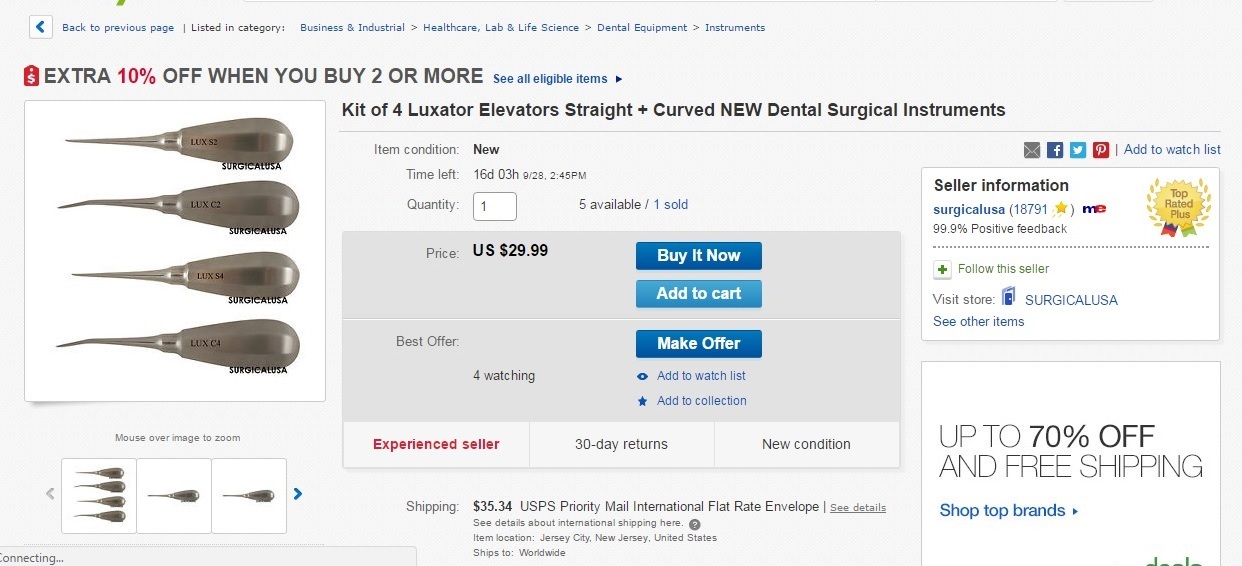 Back to previous page | Listed in category: Business & Industrial > Healthcare, Lab & Life Science > Dental Equipment > Instruments
$ EXTRA 10% OFF WHEN YOU BUY 2 OR MORE See all eligible items
LUX S2
SURGICALUSA
LUX C2
SURGICALUSA
LUX S4
SURGICALUSA
LUX C4
SURGICALUSA
Mouse over image to zoom
Kit of 4 Luxator Elevators Straight + Curved NEW Dental Surgical Instruments
Item condition: New
Time left: 16d 03h 9/28, 2:45PM
Quantity: 1 5 available / 1 sold
Price: US $29.99
Buy It Now
Add to cart
Best Offer:
Make Offer
4 watching
Add to watch list
Add to collection
Experienced seller 30-day returns New condition
Shipping: $35.34 USPS Priority Mail International Flat Rate Envelope | See details
See details about international shipping here. ?
Item location: Jersey City, New Jersey, United States
Ships to: Worldwide
| Add to watch list
Seller information
surgicalusa (18791) me
99.9% Positive feedback
Top
Rated
Plus
Follow this seller
Visit store: SURGICALUSA
See other items
UP TO 70% OFF
AND FREE SHIPPING
Shop top brands
Connecting...